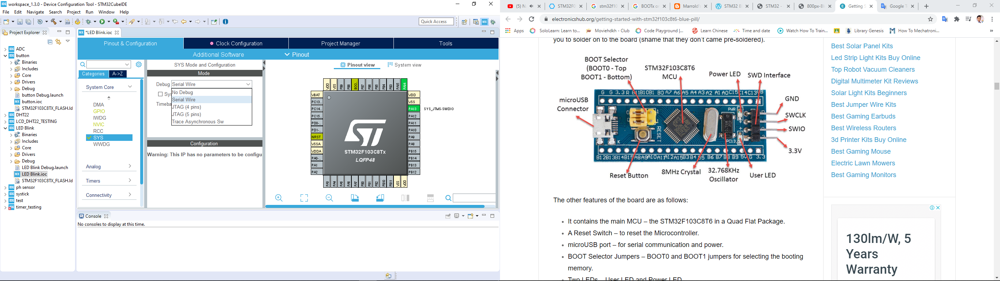 workspace_1.3.0 - Device Configuration Tool - STM32CubeIDE
File Edit Navigate Search Project Run Window Help
Quick Access
Project Explorer
ADC
button
Binaries
Includes
Core
Drivers
Debug
button Debug.launch
button.ioc
STM32F103C8TX_FLASH.ld
DHT22
LCD_DHT22_TESTING
LED Blink
Binaries
Includes
Core
Drivers
Debug
LED Blink Debug.launch
LED Blink.ioc
STM32F103C8TX_FLASH.ld
ph sensor
systick
test
timer_testing
*LED Blink.ioc
Pinout & Configuration Clock Configuration Project Manager Tools
Additional Software Pinout
Categories A->Z
System Core
DMA
GPIO
IWDG
NVIC
RCC
SYS
WWDG
Analog
Timers
Connectivity
SYS Mode and Configuration
Mode
Debug Serial Wire
No Debug
Serial Wire
JTAG (4 pins)
JTAG (5 pins)
Trace Asynchronous Sw
Sys
Timeba
Configuration
Warning: This IP has no parameters to be configu
Pinout view System view
VDD VSS PB9 PB8 BOO.. PB7 PB6 PB5 PB4 PB3 PA15 PA14
VBAT
PC13..
PC14..
PC15..
PD0-..
PD1-..
NRST
VSSA
VDDA
PA0-..
PA1
PA2
STM32F103C8Tx
LQFP48
VDD
VSS
PA13 SYS_JTMS-SWDIO
PA12
PA11
PA10
PA9
PA8
PB15
PB14
PB13
PB12
PA3 PA4 PA5 PA6 PA7 PB0 PB1 PB2 PB10 PB11 VSS VDD
Console
No consoles to display at this time.
STM32F0 stm32f10 BOOTx or Marrold's STM32 B STM32 - 800px-Bl Getting S Google T
electronicshub.org/getting-started-with-stm32f103c8t6-blue-pill/
Apps SoloLearn: Learn to... Moviehdkh - Club Code Playground |... Learn Chinese Time and date Watch How To Train... Library Genesis How To Mechatroni...
you to solder on to the board (shame that they don't came pre-soldered).
BOOT Selector
(BOOT0 - Top
BOOT1 - Bottom)
STM32F103C8T6
MCU
Power LED
SWD Interface
microUSB
Connector
GND
SWCLK
SWIO
3.3V
RESET
PWR
PC13
Reset Button
8MHz Crystal
32.768KHz
Oscillator
User LED
The other features of the board are as follows:
It contains the main MCU – the STM32F103C8T6 in a Quad Flat Package.
A Reset Switch – to reset the Microcontroller.
microUSB port – for serial communication and power.
BOOT Selector Jumpers – BOOT0 and BOOT1 jumpers for selecting the booting
memory.
Two LEDs – User LED and Power LED
Best Solar Panel Kits
Led Strip Light Kits Buy Online
Top Robot Vacuum Cleaners
Digital Multimeter Kit Reviews
Solar Light Kits Beginners
Best Jumper Wire Kits
Best Gaming Earbuds
Best Wireless Routers
3d Printer Kits Buy Online
Best Gaming Mouse
Electric Lawn Mowers
Best Gaming Monitors
130lm/W, 5
Years
Warranty